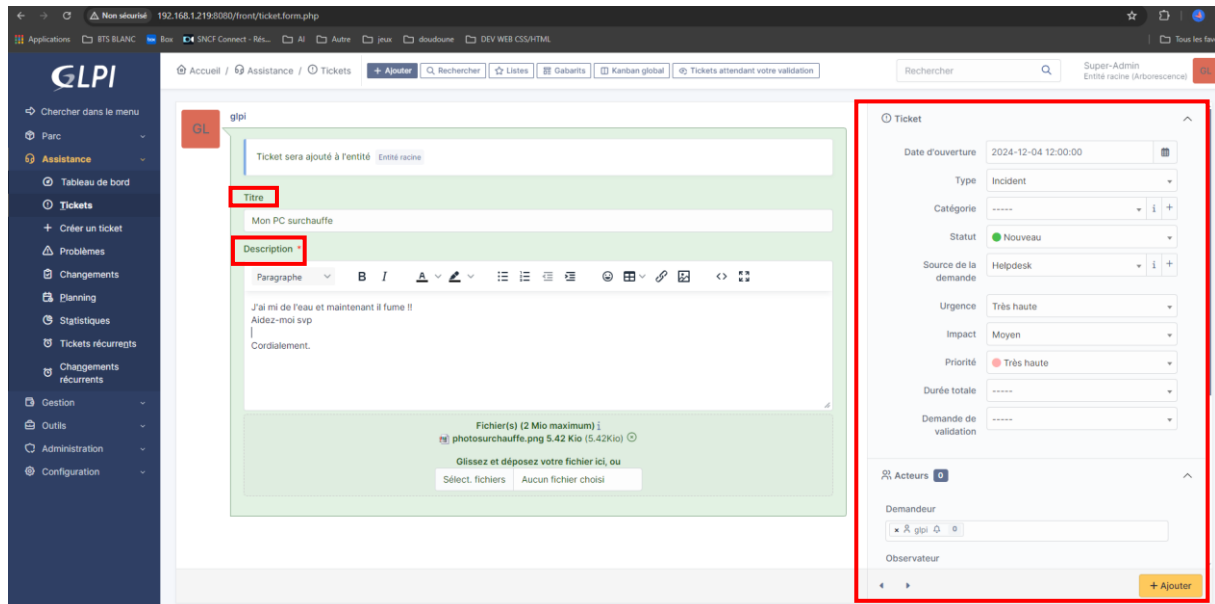 Non sécurisé 192.168.1.219:8080/front/ticket.form.php
Applications BTS BLANC Box SNCF Connect - Rés... AI Autre jeux doudoune DEV WEB CSS/HTML Tous les fav
GLPI
Accueil / Assistance / Tickets + Ajouter Rechercher Listes Gabarits Kanban global Tickets attendant votre validation
Rechercher
Super-Admin
Entité racine (Arborescence)
GL
Chercher dans le menu
Parc
Assistance
Tableau de bord
Tickets
+ Créer un ticket
Problèmes
Changements
Planning
Statistiques
Tickets récurrents
Changements
récurrents
Gestion
Outils
Administration
Configuration
GL
glpi
Ticket sera ajouté à l'entité Entité racine
Titre
Mon PC surchauffe
Description *
Paragraphe B I A
J'ai mi de l'eau et maintenant il fume !!
Aidez-moi svp
Cordialement.
Fichier(s) (2 Mio maximum) i
photosurchauffe.png 5.42 Kio (5.42Kio)
Glissez et déposez votre fichier ici, ou
Sélect. fichiers Aucun fichier choisi
Ticket
Date d'ouverture 2024-12-04 12:00:00
Type Incident
Catégorie ----- i +
Statut Nouveau
Source de la
demande
Helpdesk i +
Urgence Très haute
Impact Moyen
Priorité Très haute
Durée totale -----
Demande de
validation
-----
Acteurs 0
Demandeur
× glpi 0
Observateur
+ Ajouter